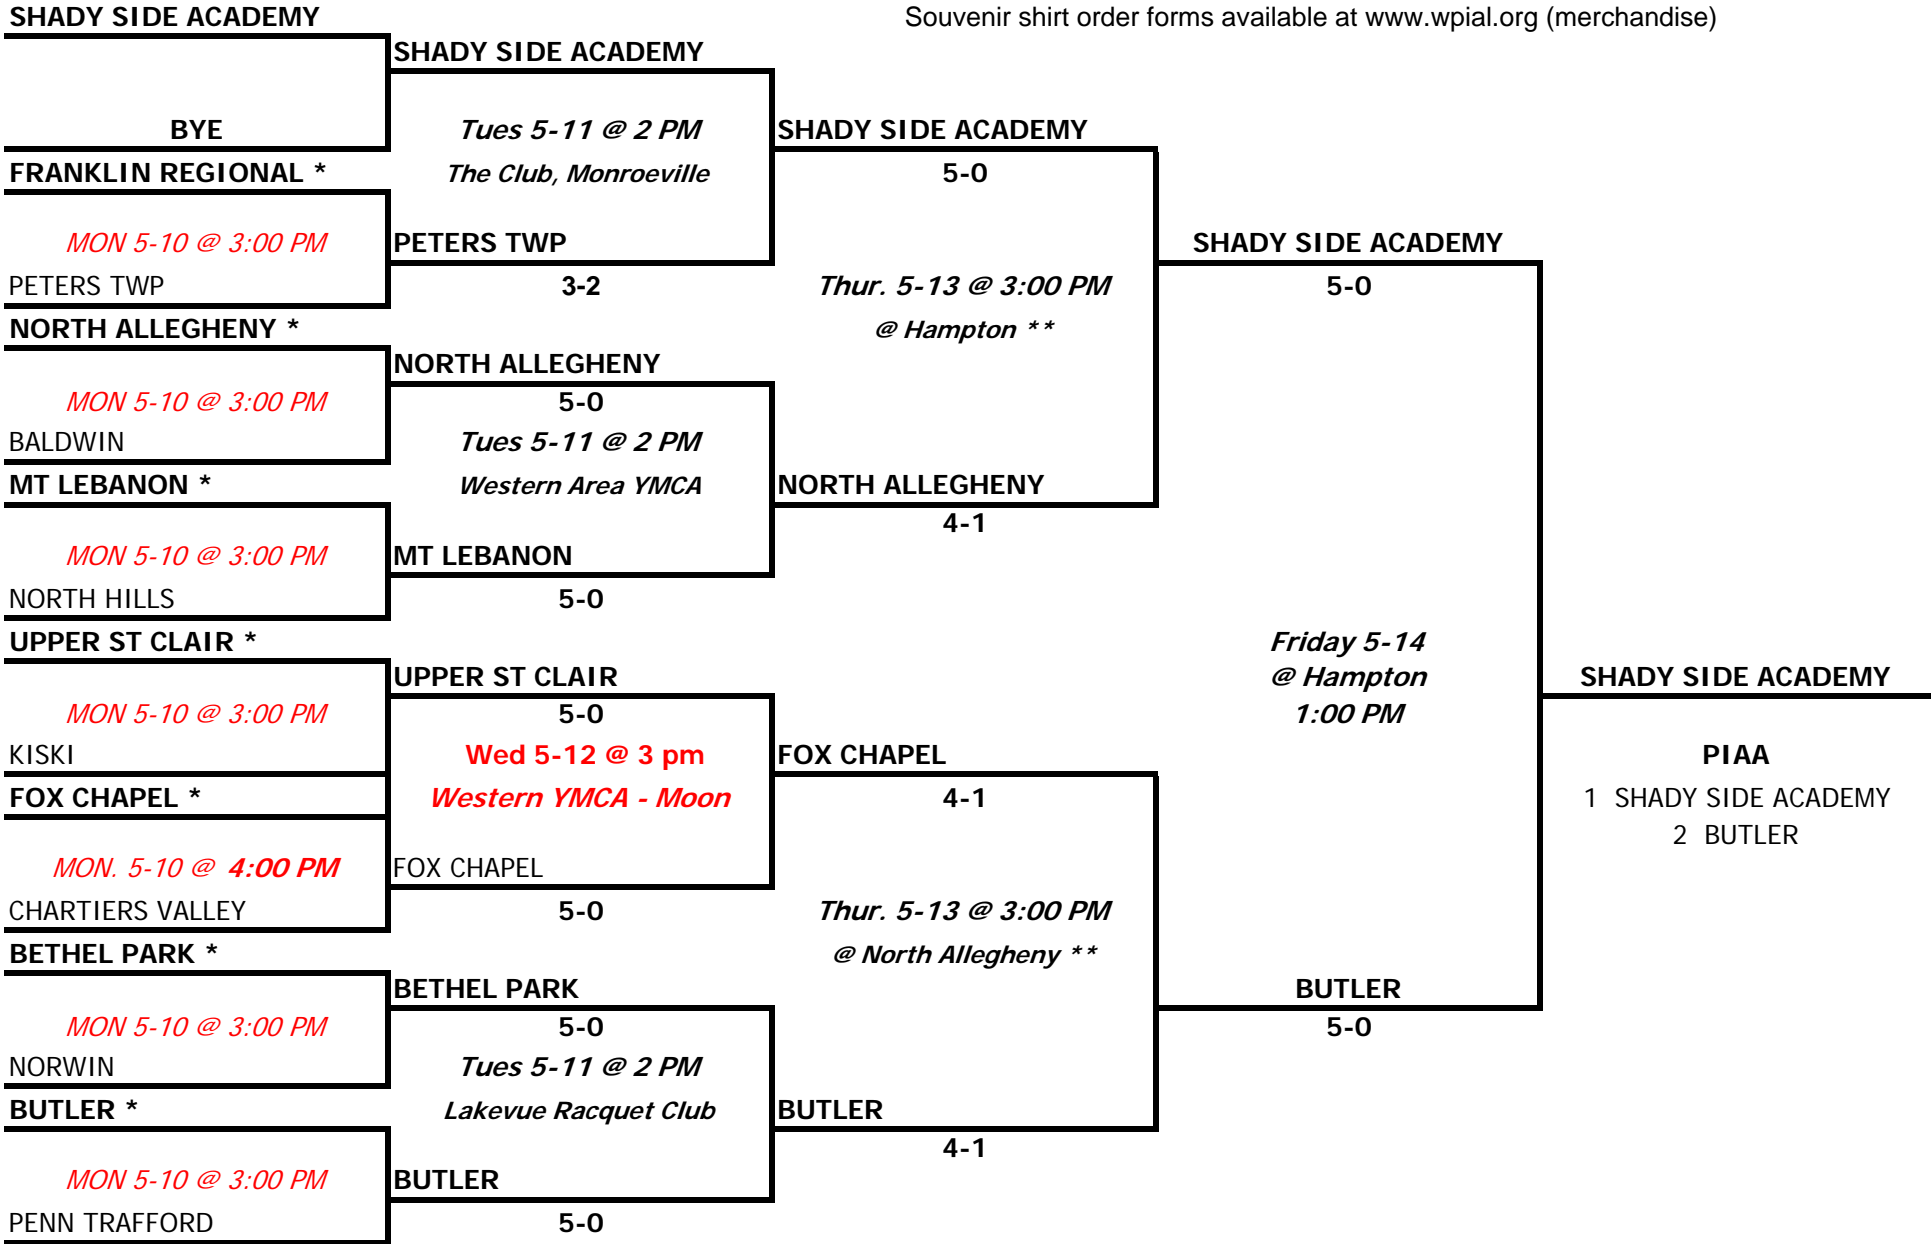 SHADY SIDE ACADEMY
Souvenir shirt order forms available at www.wpial.org (merchandise)
SHADY SIDE ACADEMY
BYE
Tues 5-11 @ 2 PM
SHADY SIDE ACADEMY
FRANKLIN REGIONAL *
The Club, Monroeville
5-0
MON 5-10 @ 3:00 PM
PETERS TWP
SHADY SIDE ACADEMY
PETERS TWP
3-2
Thur. 5-13 @ 3:00 PM
5-0
NORTH ALLEGHENY *
@ Hampton **
NORTH ALLEGHENY
MON 5-10 @ 3:00 PM
5-0
BALDWIN
Tues 5-11 @ 2 PM
MT LEBANON *
Western Area YMCA
NORTH ALLEGHENY
4-1
MON 5-10 @ 3:00 PM
MT LEBANON
NORTH HILLS
5-0
UPPER ST CLAIR *
Friday 5-14
UPPER ST CLAIR
@ Hampton
SHADY SIDE ACADEMY
MON 5-10 @ 3:00 PM
5-0
1:00 PM
KISKI
Wed 5-12 @ 3 pm
FOX CHAPEL
PIAA
FOX CHAPEL *
Western YMCA - Moon
4-1
1 SHADY SIDE ACADEMY
2 BUTLER
MON. 5-10 @ 4:00 PM
FOX CHAPEL
CHARTIERS VALLEY
5-0
Thur. 5-13 @ 3:00 PM
BETHEL PARK *
@ North Allegheny **
BETHEL PARK
BUTLER
MON 5-10 @ 3:00 PM
5-0
5-0
NORWIN
Tues 5-11 @ 2 PM
BUTLER *
Lakevue Racquet Club
BUTLER
4-1
MON 5-10 @ 3:00 PM
BUTLER
PENN TRAFFORD
5-0